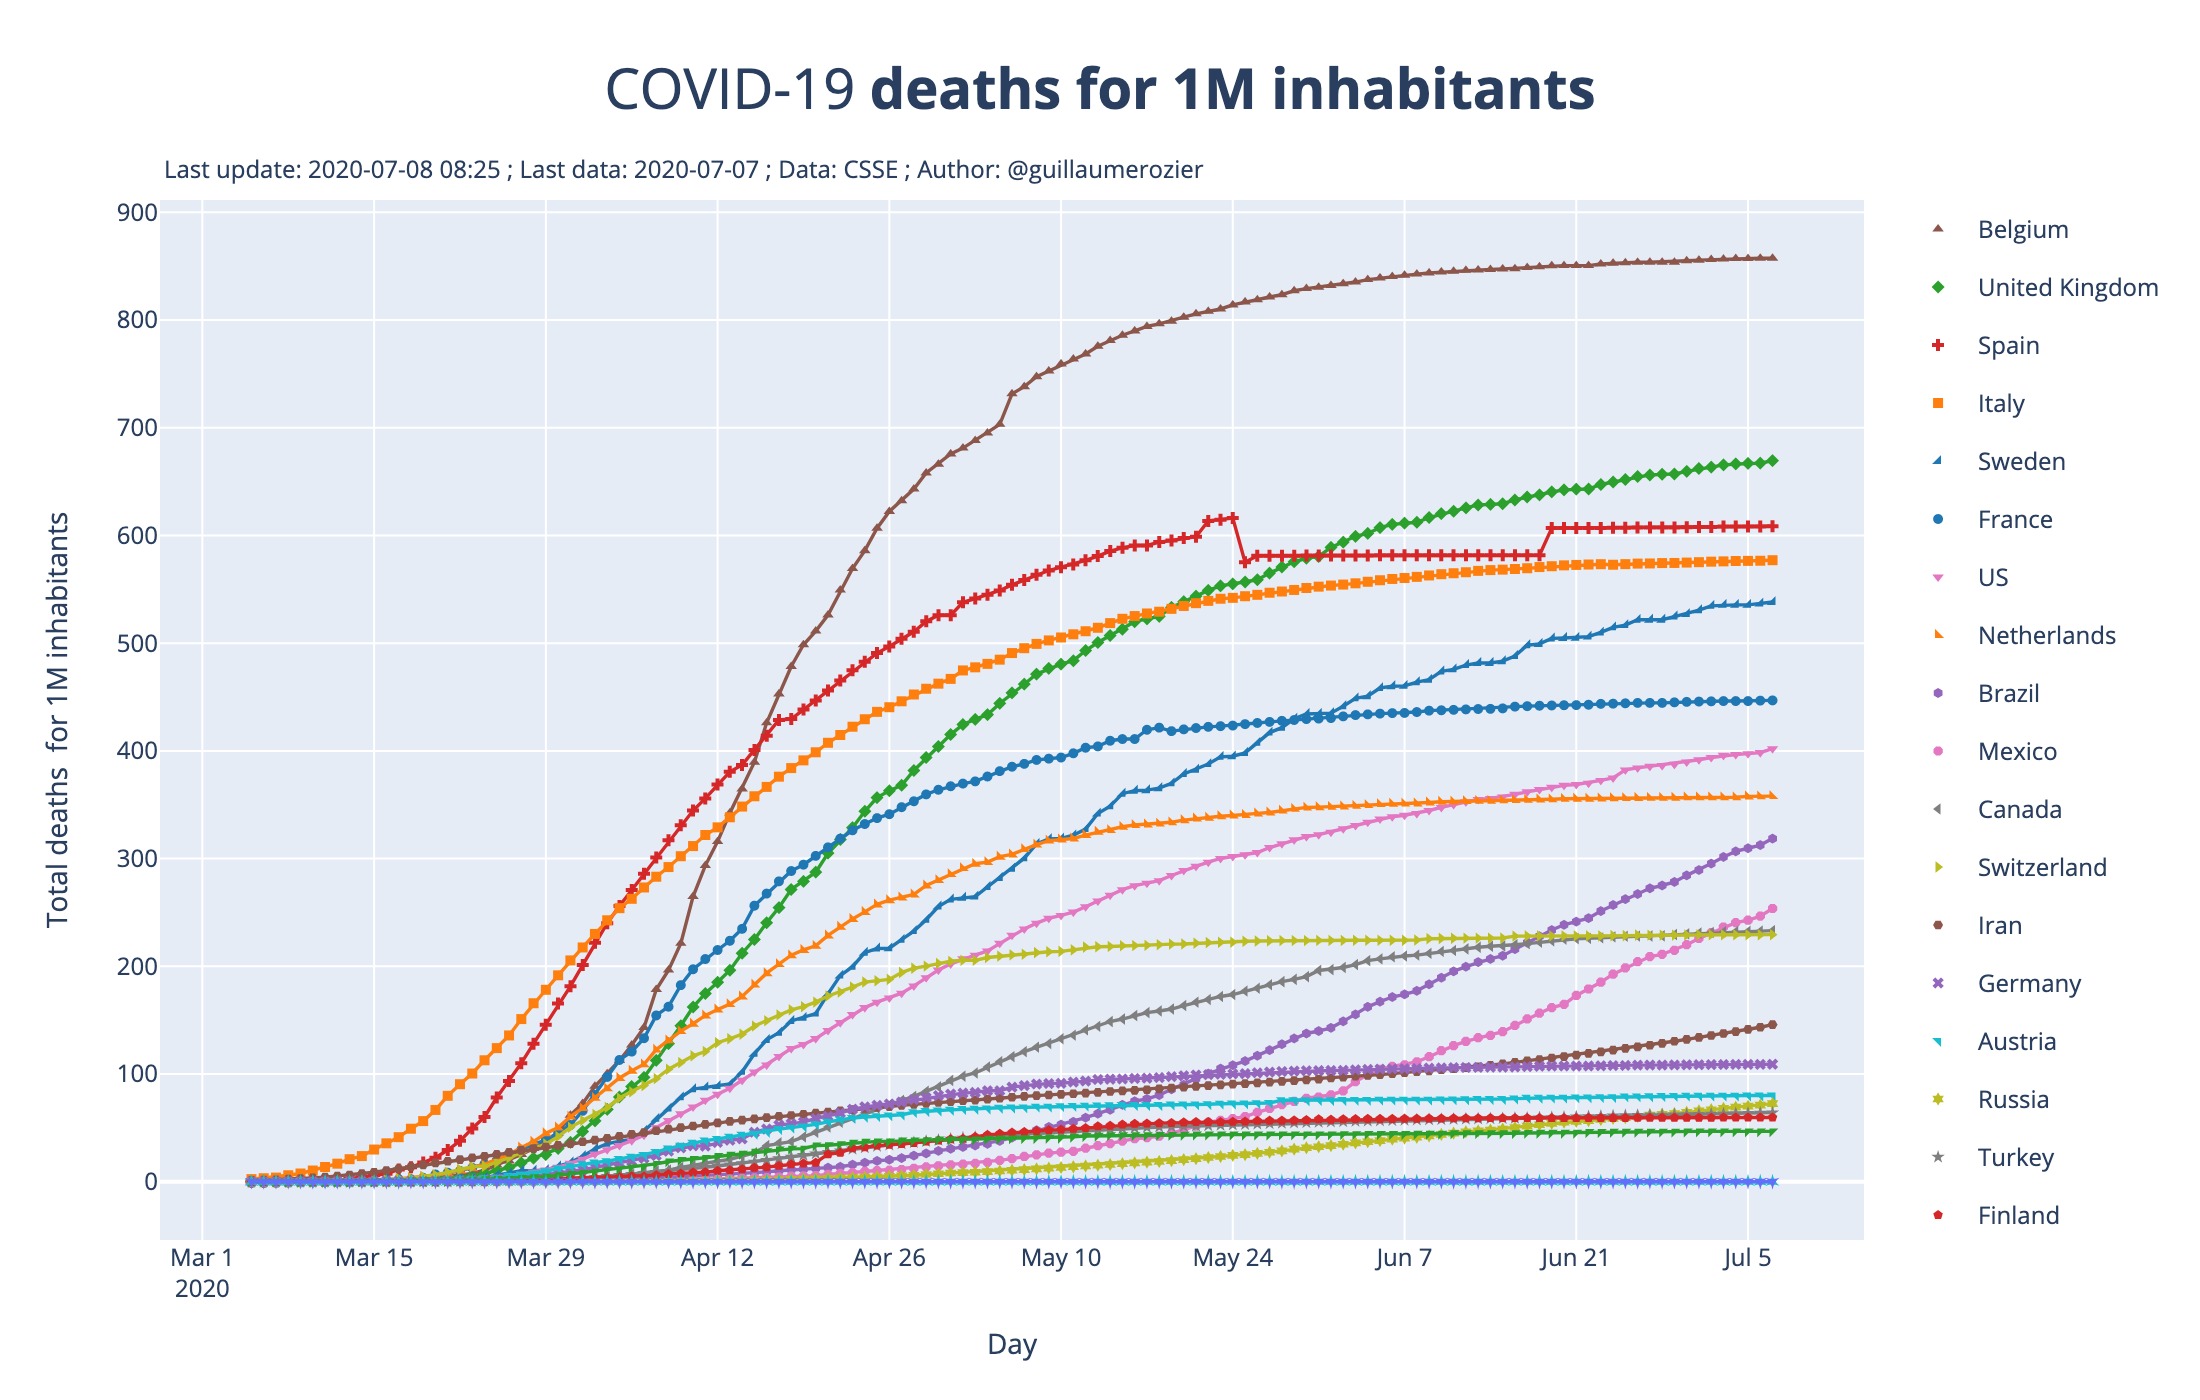 COVID-19 deaths for 1M inhabitants
Last update: 2020-07-08 08:25 ; Last data: 2020-07-07 ; Data: CSSE ; Author: @guillaumerozier
Total deaths  for 1M inhabitants
900
800
700
600
500
400
300
200
100
0
Mar 1
2020
Mar 15
Mar 29
Apr 12
Apr 26
May 10
May 24
Jun 7
Jun 21
Jul 5
Day
Belgium
United Kingdom
Spain
Italy
Sweden
France
US
Netherlands
Brazil
Mexico
Canada
Switzerland
Iran
Germany
Austria
Russia
Turkey
Finland